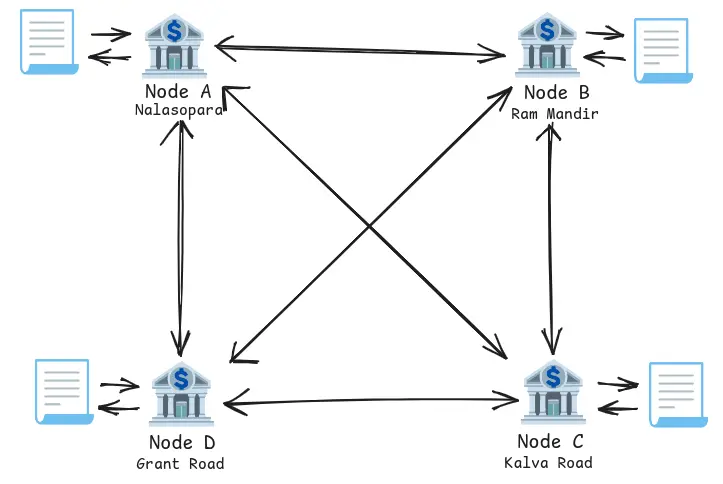 $
$
Node A
Nalasopara
Node B
Ram Mandir
$
$
Node D
Grant Road
Node C
Kalva Road